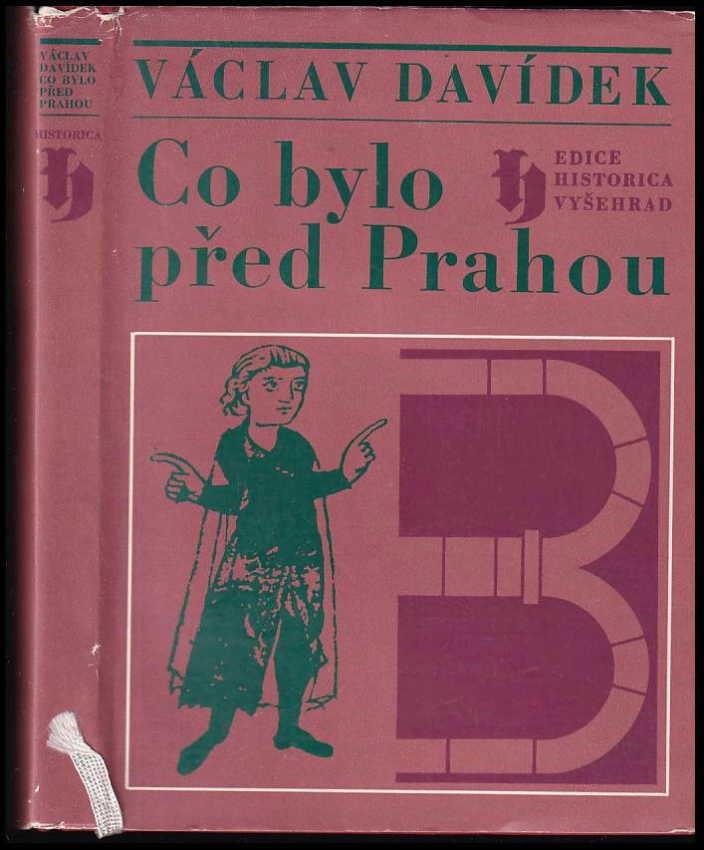 VÁCLAV
DAVÍDEK
CO BYLO
PŘED
PRAHOU
HISTORICA
h
VÁCLAV DAVÍDEK
Co bylo
před Prahou
h
EDICE
HISTORICA
VYŠEHRAD